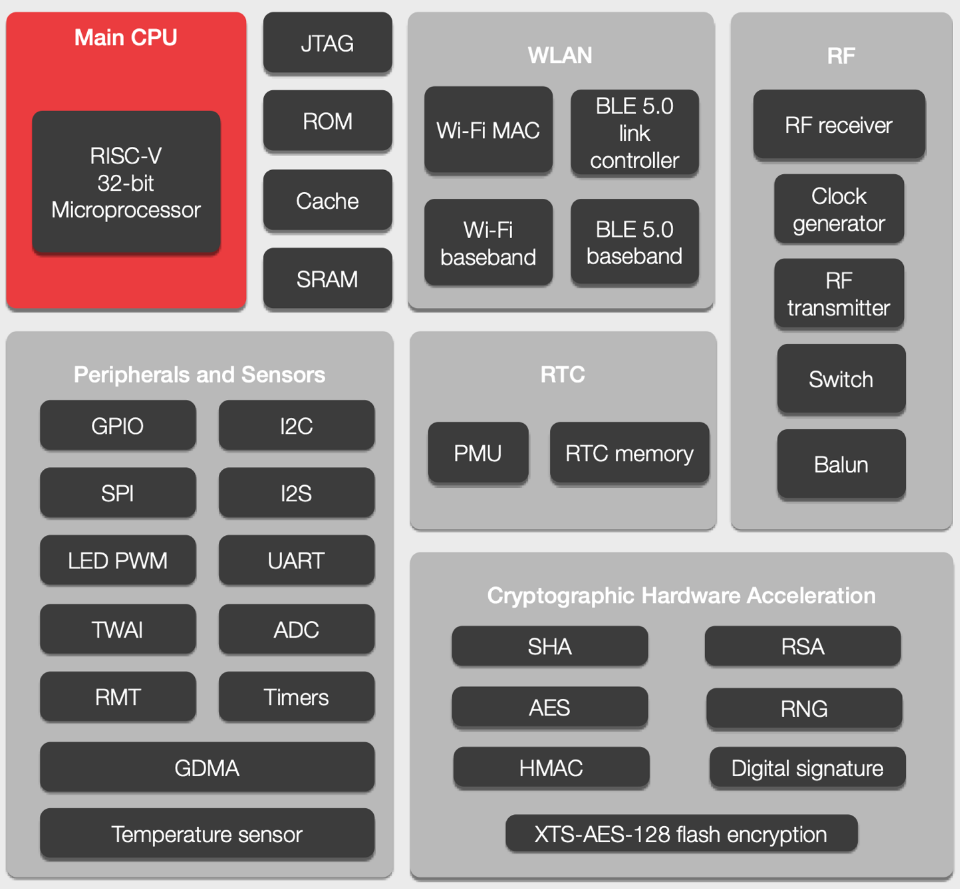 Main CPU
RISC-V
32-bit
Microprocessor
JTAG
ROM
Cache
SRAM
WLAN
Wi-Fi MAC
BLE 5.0
link
controller
Wi-Fi
baseband
BLE 5.0
baseband
RF
RF receiver
Clock
generator
RF
transmitter
Switch
Balun
Peripherals and Sensors
GPIO
I2C
SPI
I2S
LED PWM
UART
TWAI
ADC
RMT
Timers
GDMA
Temperature sensor
RTC
PMU
RTC memory
Cryptographic Hardware Acceleration
SHA
RSA
AES
RNG
HMAC
Digital signature
XTS-AES-128 flash encryption